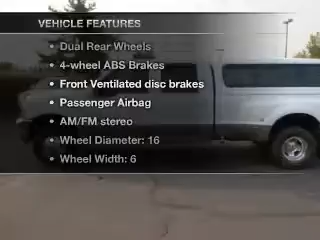 VEHICLE FEATURES
• Dual Rear Wheels
• 4-wheel ABS Brakes
• Front Ventilated disc brakes
• Passenger Airbag
• AM/FM stereo
• Wheel Diameter: 16
• Wheel Width: 6